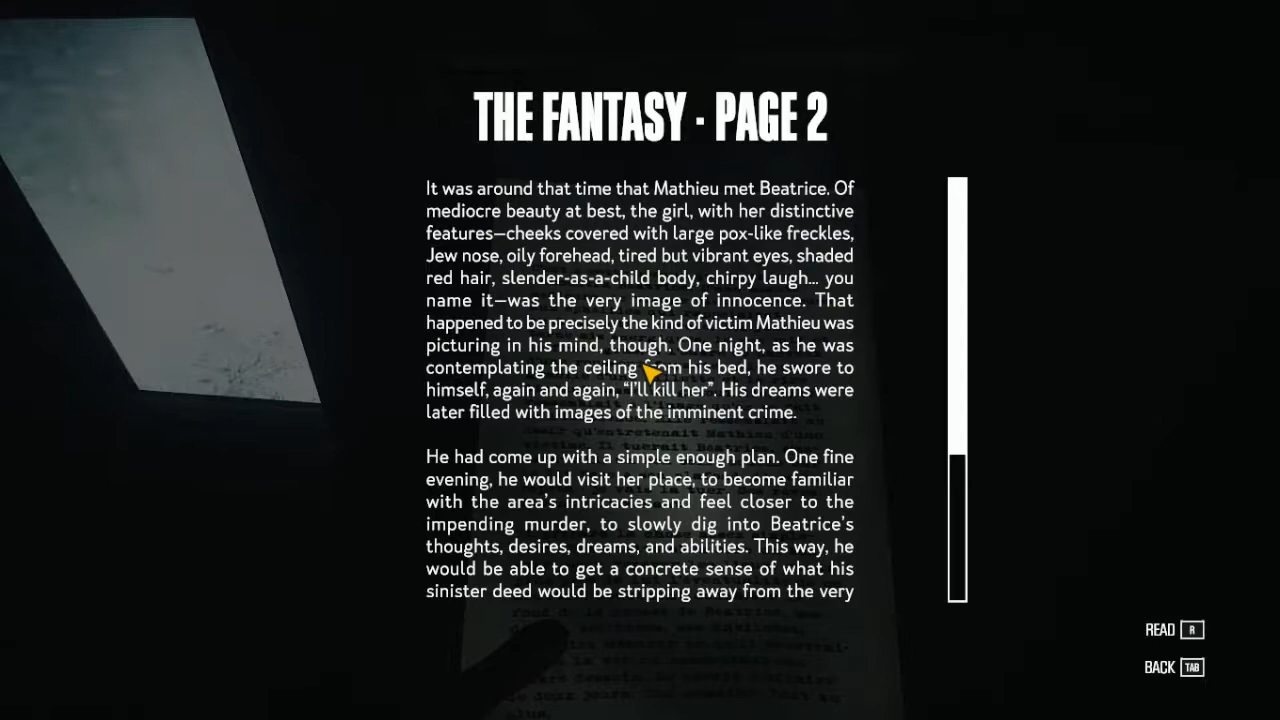 THE FANTASY · PAGE 2
It was around that time that Mathieu met Beatrice. Of
mediocre beauty at best, the girl, with her distinctive
features—cheeks covered with large pox-like freckles,
Jew nose, oily forehead, tired but vibrant eyes, shaded
red hair, slender-as-a-child body, chirpy laugh... you
name it—was the very image of innocence. That
happened to be precisely the kind of victim Mathieu was
picturing in his mind, though. One night, as he was
contemplating the ceiling from his bed, he swore to
himself, again and again, “I’ll kill her”. His dreams were
later filled with images of the imminent crime.
He had come up with a simple enough plan. One fine
evening, he would visit her place, to become familiar
with the area’s intricacies and feel closer to the
impending murder, to slowly dig into Beatrice’s
thoughts, desires, dreams, and abilities. This way, he
would be able to get a concrete sense of what his
sinister deed would be stripping away from the very
READ R
BACK TAB